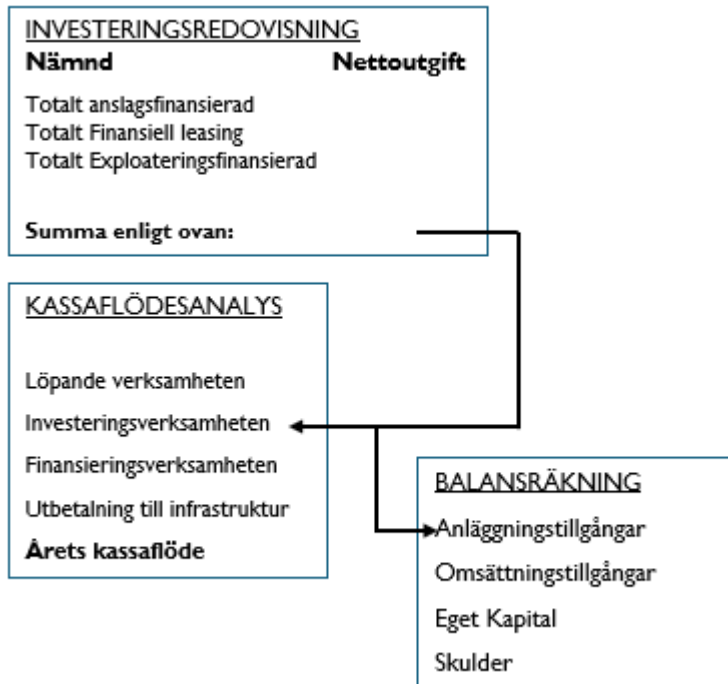 INVESTERINGSREDOVISNING
Nämnd Nettoutgift
Totalt anslagsfinansierad
Totalt Finansiell leasing
Totalt Exploateringsfinansierad
Summa enligt ovan:
KASSAFLÖDESANALYS
Löpande verksamheten
Investeringsverksamheten
Finansieringsverksamheten
Utbetalning till infrastruktur
Årets kassaflöde
BALANSRÄKNING
Anläggningstillgångar
Omsättningstillgångar
Eget Kapital
Skulder